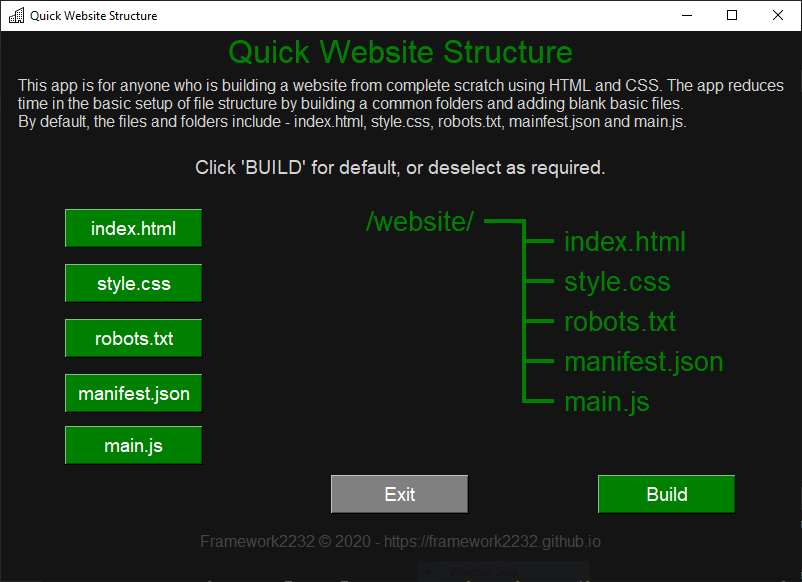 Quick Website Structure
Quick Website Structure
This app is for anyone who is building a website from complete scratch using HTML and CSS. The app reduces
time in the basic setup of file structure by building a common folders and adding blank basic files.
By default, the files and folders include - index.html, style.css, robots.txt, mainfest.json and main.js.
Click 'BUILD' for default, or deselect as required.
index.html
style.css
robots.txt
manifest.json
main.js
/website/
index.html
style.css
robots.txt
manifest.json
main.js
Exit
Build
Framework2232 © 2020 - https://framework2232.github.io